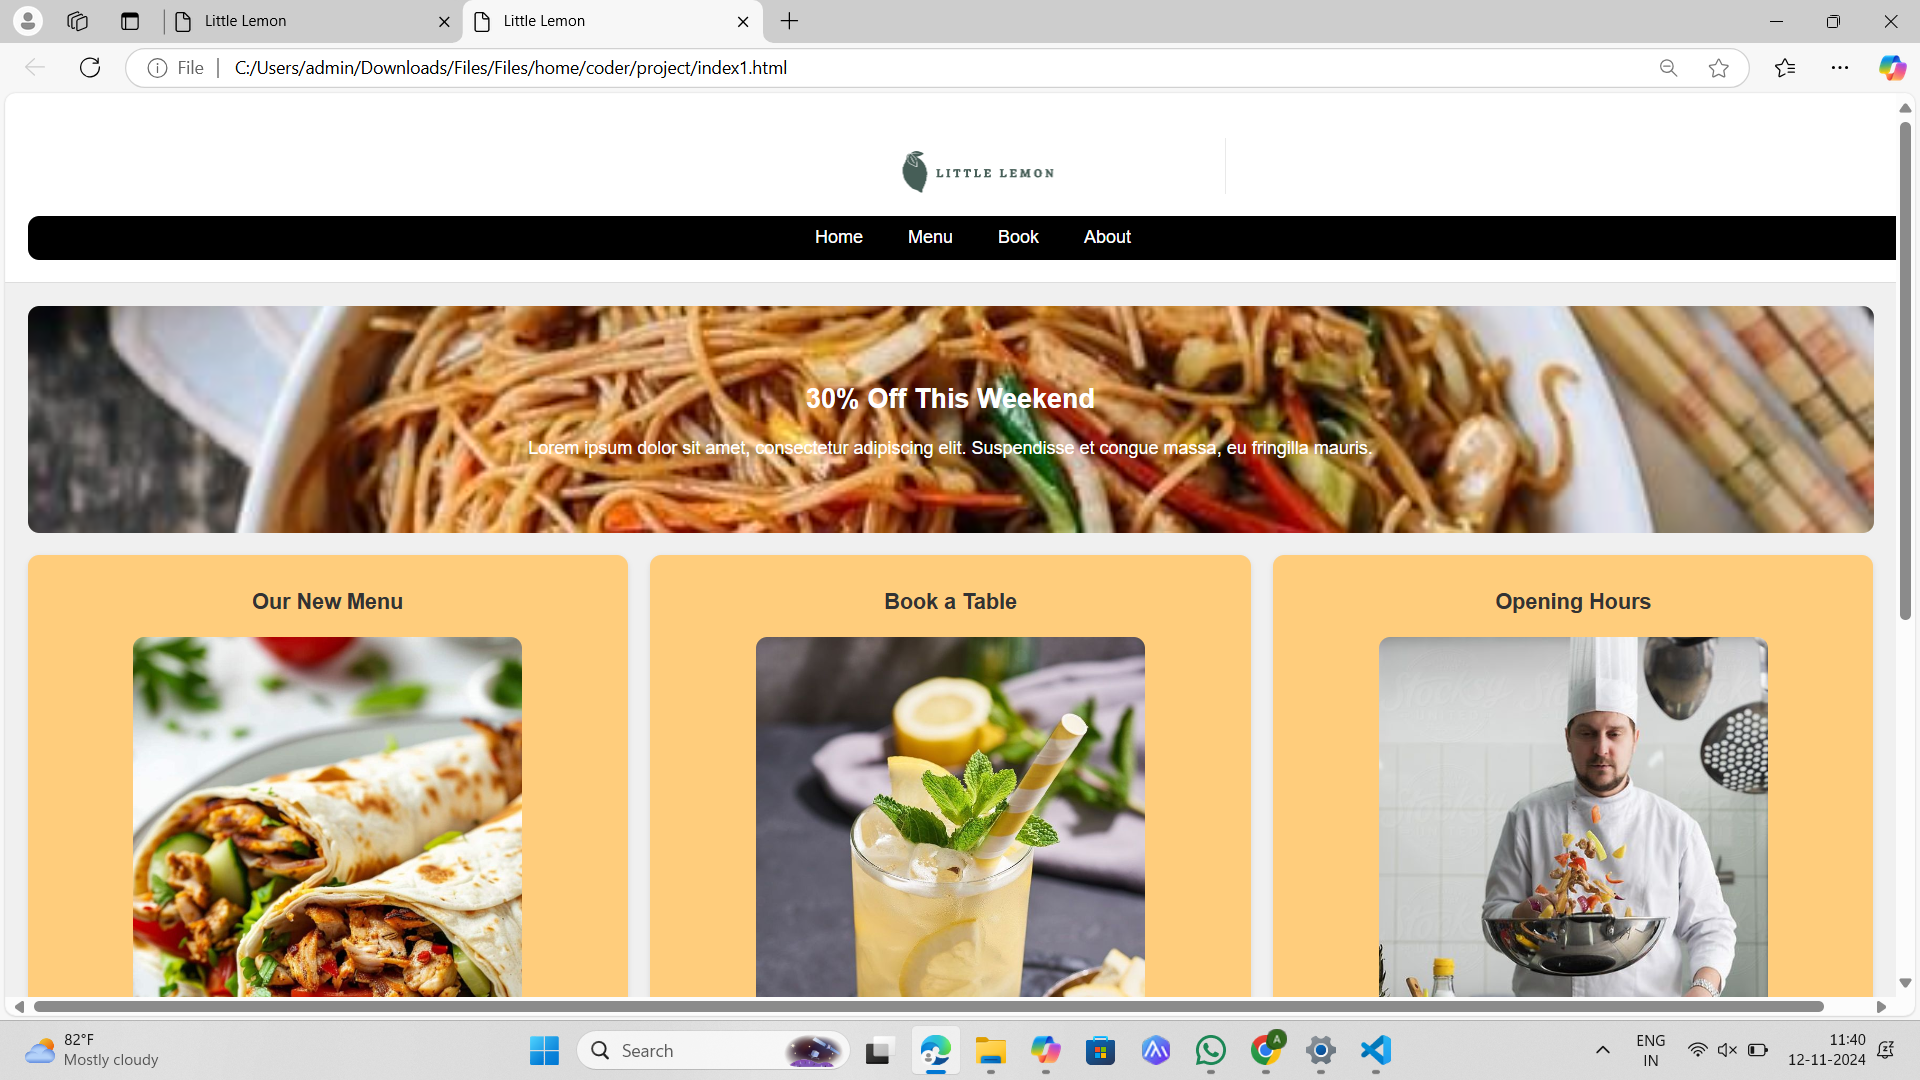 Little Lemon
Little Lemon
File
C:/Users/admin/Downloads/Files/Files/home/coder/project/index1.html
LITTLE LEMON
Home Menu Book About
30% Off This Weekend
Lorem ipsum dolor sit amet, consectetur adipiscing elit. Suspendisse et congue massa, eu fringilla mauris.
Our New Menu
Book a Table
Opening Hours
82°F
Mostly cloudy
Search
A
ENG
IN
11:40
12-11-2024